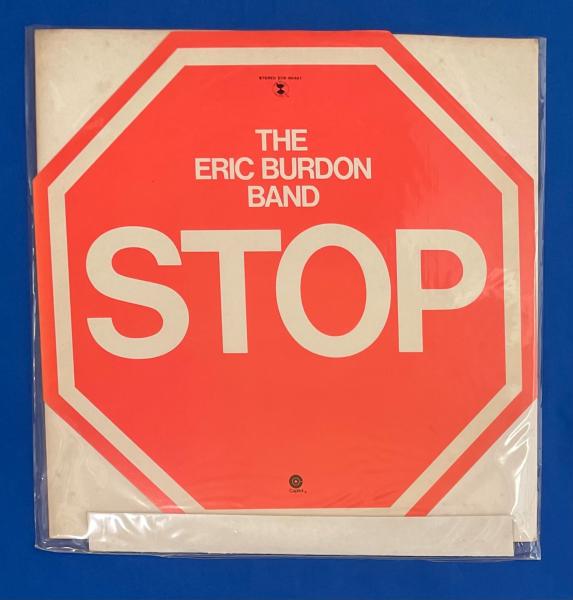 THE
ERIC BURDON
BAND
STOP
Capitol